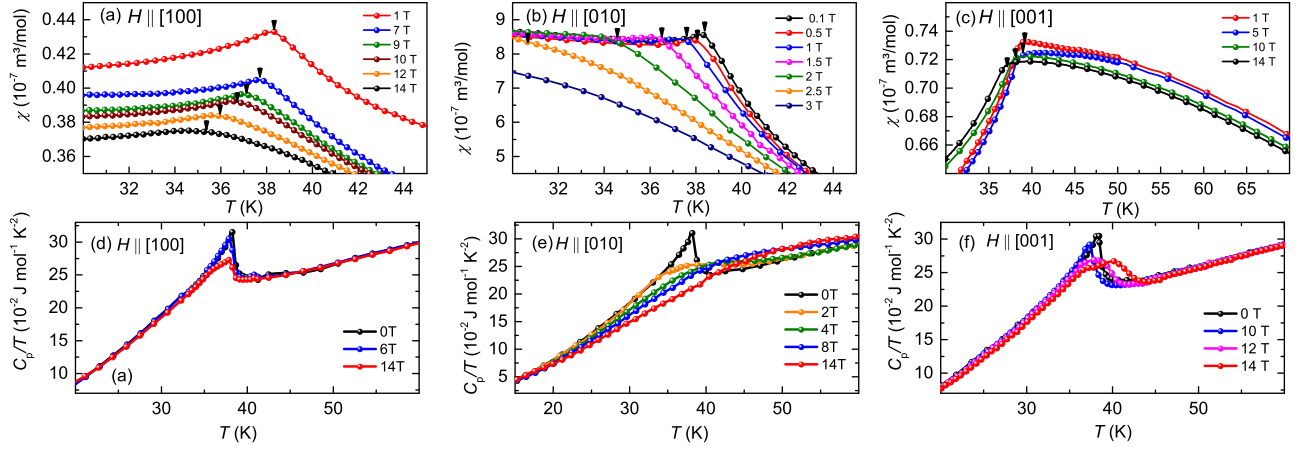 (a) H || [100]
1 T
7 T
9 T
10 T
12 T
14 T
χ (10⁻⁷ m³/mol)
0.44
0.42
0.40
0.38
0.36
32 34 36 38 40 42 44
T (K)
(b) H || [010]
0.1 T
0.5 T
1 T
1.5 T
2 T
2.5 T
3 T
χ (10⁻⁷ m³/mol)
9
8
7
6
5
32 34 36 38 40 42 44
T (K)
(c) H || [001]
1 T
5 T
10 T
14 T
χ (10⁻⁷ m³/mol)
0.74
0.72
0.70
0.68
0.66
35 40 45 50 55 60 65
T (K)
(d) H || [100]
0T
6T
14T
(a)
Cₚ/T (10⁻² J mol⁻¹ K⁻²)
30
25
20
15
10
30 40 50
T (K)
(e) H || [010]
0T
2T
4T
8T
14T
Cₚ/T (10⁻² J mol⁻¹ K⁻²)
30
25
20
15
10
5
20 30 40 50
T (K)
(f) H || [001]
0 T
10 T
12 T
14 T
Cₚ/T (10⁻² J mol⁻¹ K⁻²)
30
25
20
15
10
30 40 50
T (K)